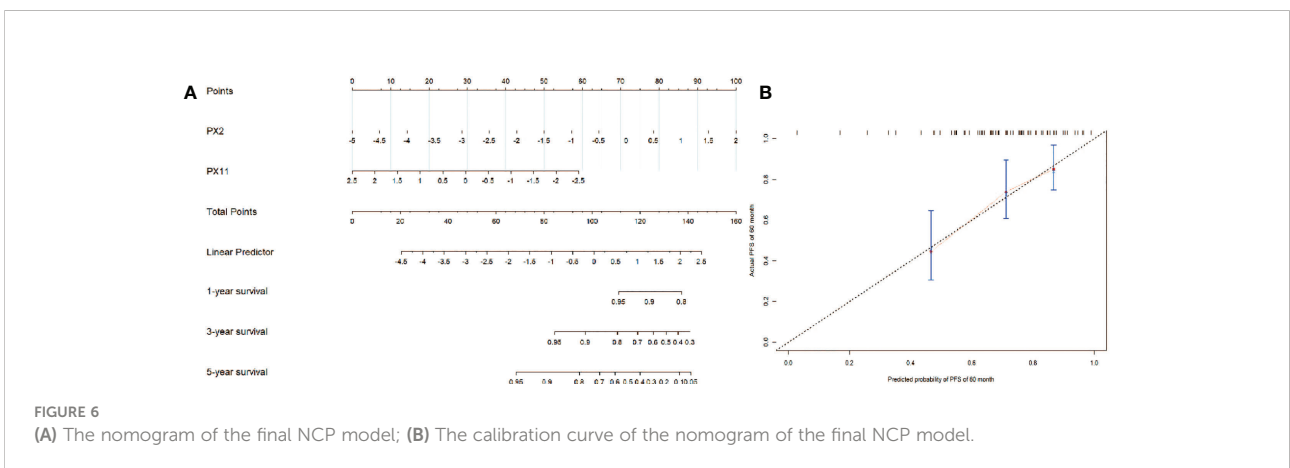 A
Points
0 10 20 30 40 50 60 70 80 90 100
PX2
-5 -4.5 -4 -3.5 -3 -2.5 -2 -1.5 -1 -0.5 0 0.5 1 1.5 2
PX11
2.5 2 1.5 1 0.5 0 -0.5 -1 -1.5 -2 -2.5
Total Points
0 20 40 60 80 100 120 140 160
Linear Predictor
-4.5 -4 -3.5 -3 -2.5 -2 -1.5 -1 -0.5 0 0.5 1 1.5 2 2.5
1-year survival
0.95 0.9 0.8
3-year survival
0.95 0.9 0.8 0.7 0.6 0.5 0.4 0.3
5-year survival
0.95 0.9 0.8 0.7 0.6 0.5 0.4 0.3 0.2 0.1 0.05
B
Actual PFS of 60 month
1.0
0.8
0.6
0.4
0.2
0.0
0.0 0.2 0.4 0.6 0.8 1.0
Predicted probability of PFS of 60 month
FIGURE 6
(A) The nomogram of the final NCP model; (B) The calibration curve of the nomogram of the final NCP model.